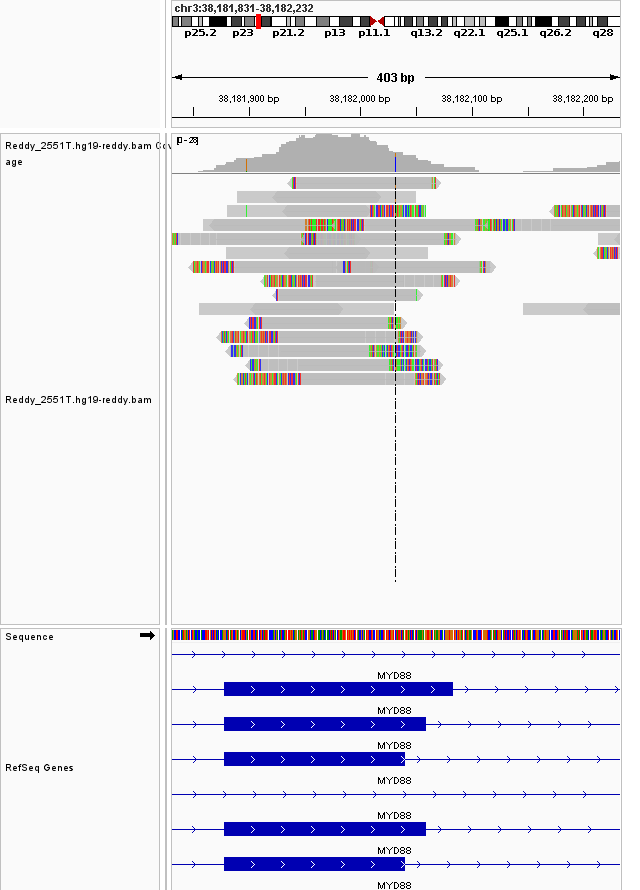 chr3:38,181,831-38,182,232
p25.2 p23 p21.2 p13 p11.1 q13.2 q22.1 q25.1 q26.2 q28
403 bp
38,181,900 bp 38,182,000 bp 38,182,100 bp 38,182,200 bp
Reddy_2551T.hg19-reddy.bam Cov
age
[0-28]
Reddy_2551T.hg19-reddy.bam
Sequence
MYD88
MYD88
MYD88
RefSeq Genes
MYD88
MYD88
MYD88
MYD88